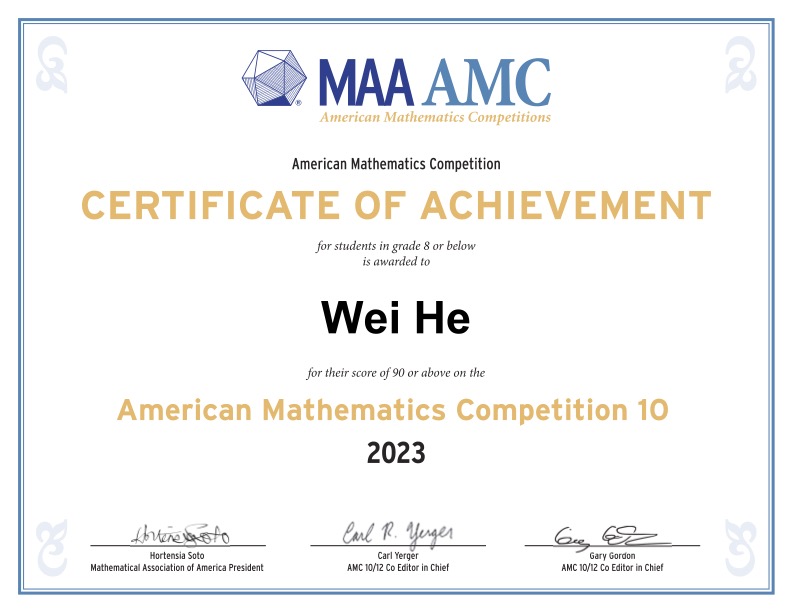 MAA AMC
American Mathematics Competitions
American Mathematics Competition
CERTIFICATE OF ACHIEVEMENT
for students in grade 8 or below
is awarded to
Wei He
for their score of 90 or above on the
American Mathematics Competition 10
2023
Hortensia Soto
Carl R. Yerger
Hortensia Soto
Mathematical Association of America President
Carl Yerger
AMC 10/12 Co Editor in Chief
Gary Gordon
AMC 10/12 Co Editor in Chief